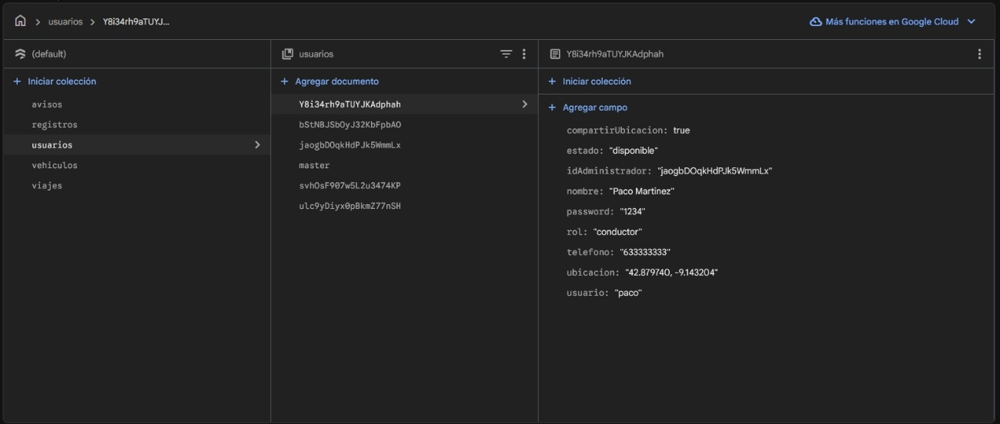 usuarios
Y8i34rh9aTUYJ...
Más funciones en Google Cloud
(default)
usuarios
Y8i34rh9aTUYJKAdphah
+ Iniciar colección
+ Agregar documento
+ Iniciar colección
avisos
registros
usuarios
vehiculos
viajes
Y8i34rh9aTUYJKAdphah
bStNBJSbOyJ32KbFpbAO
jaogbDOqkHdPJk5WmmLx
master
svhOsF907w5L2u3474KP
ulc9yDiyx0pBkmZ77nSH
+ Agregar campo
compartirUbicacion: true
estado: "disponible"
idAdministrador: "jaogbDOqkHdPJk5WmmLx"
nombre: "Paco Martinez"
password: "1234"
rol: "conductor"
telefono: "633333333"
ubicacion: "42.879740, -9.143204"
usuario: "paco"